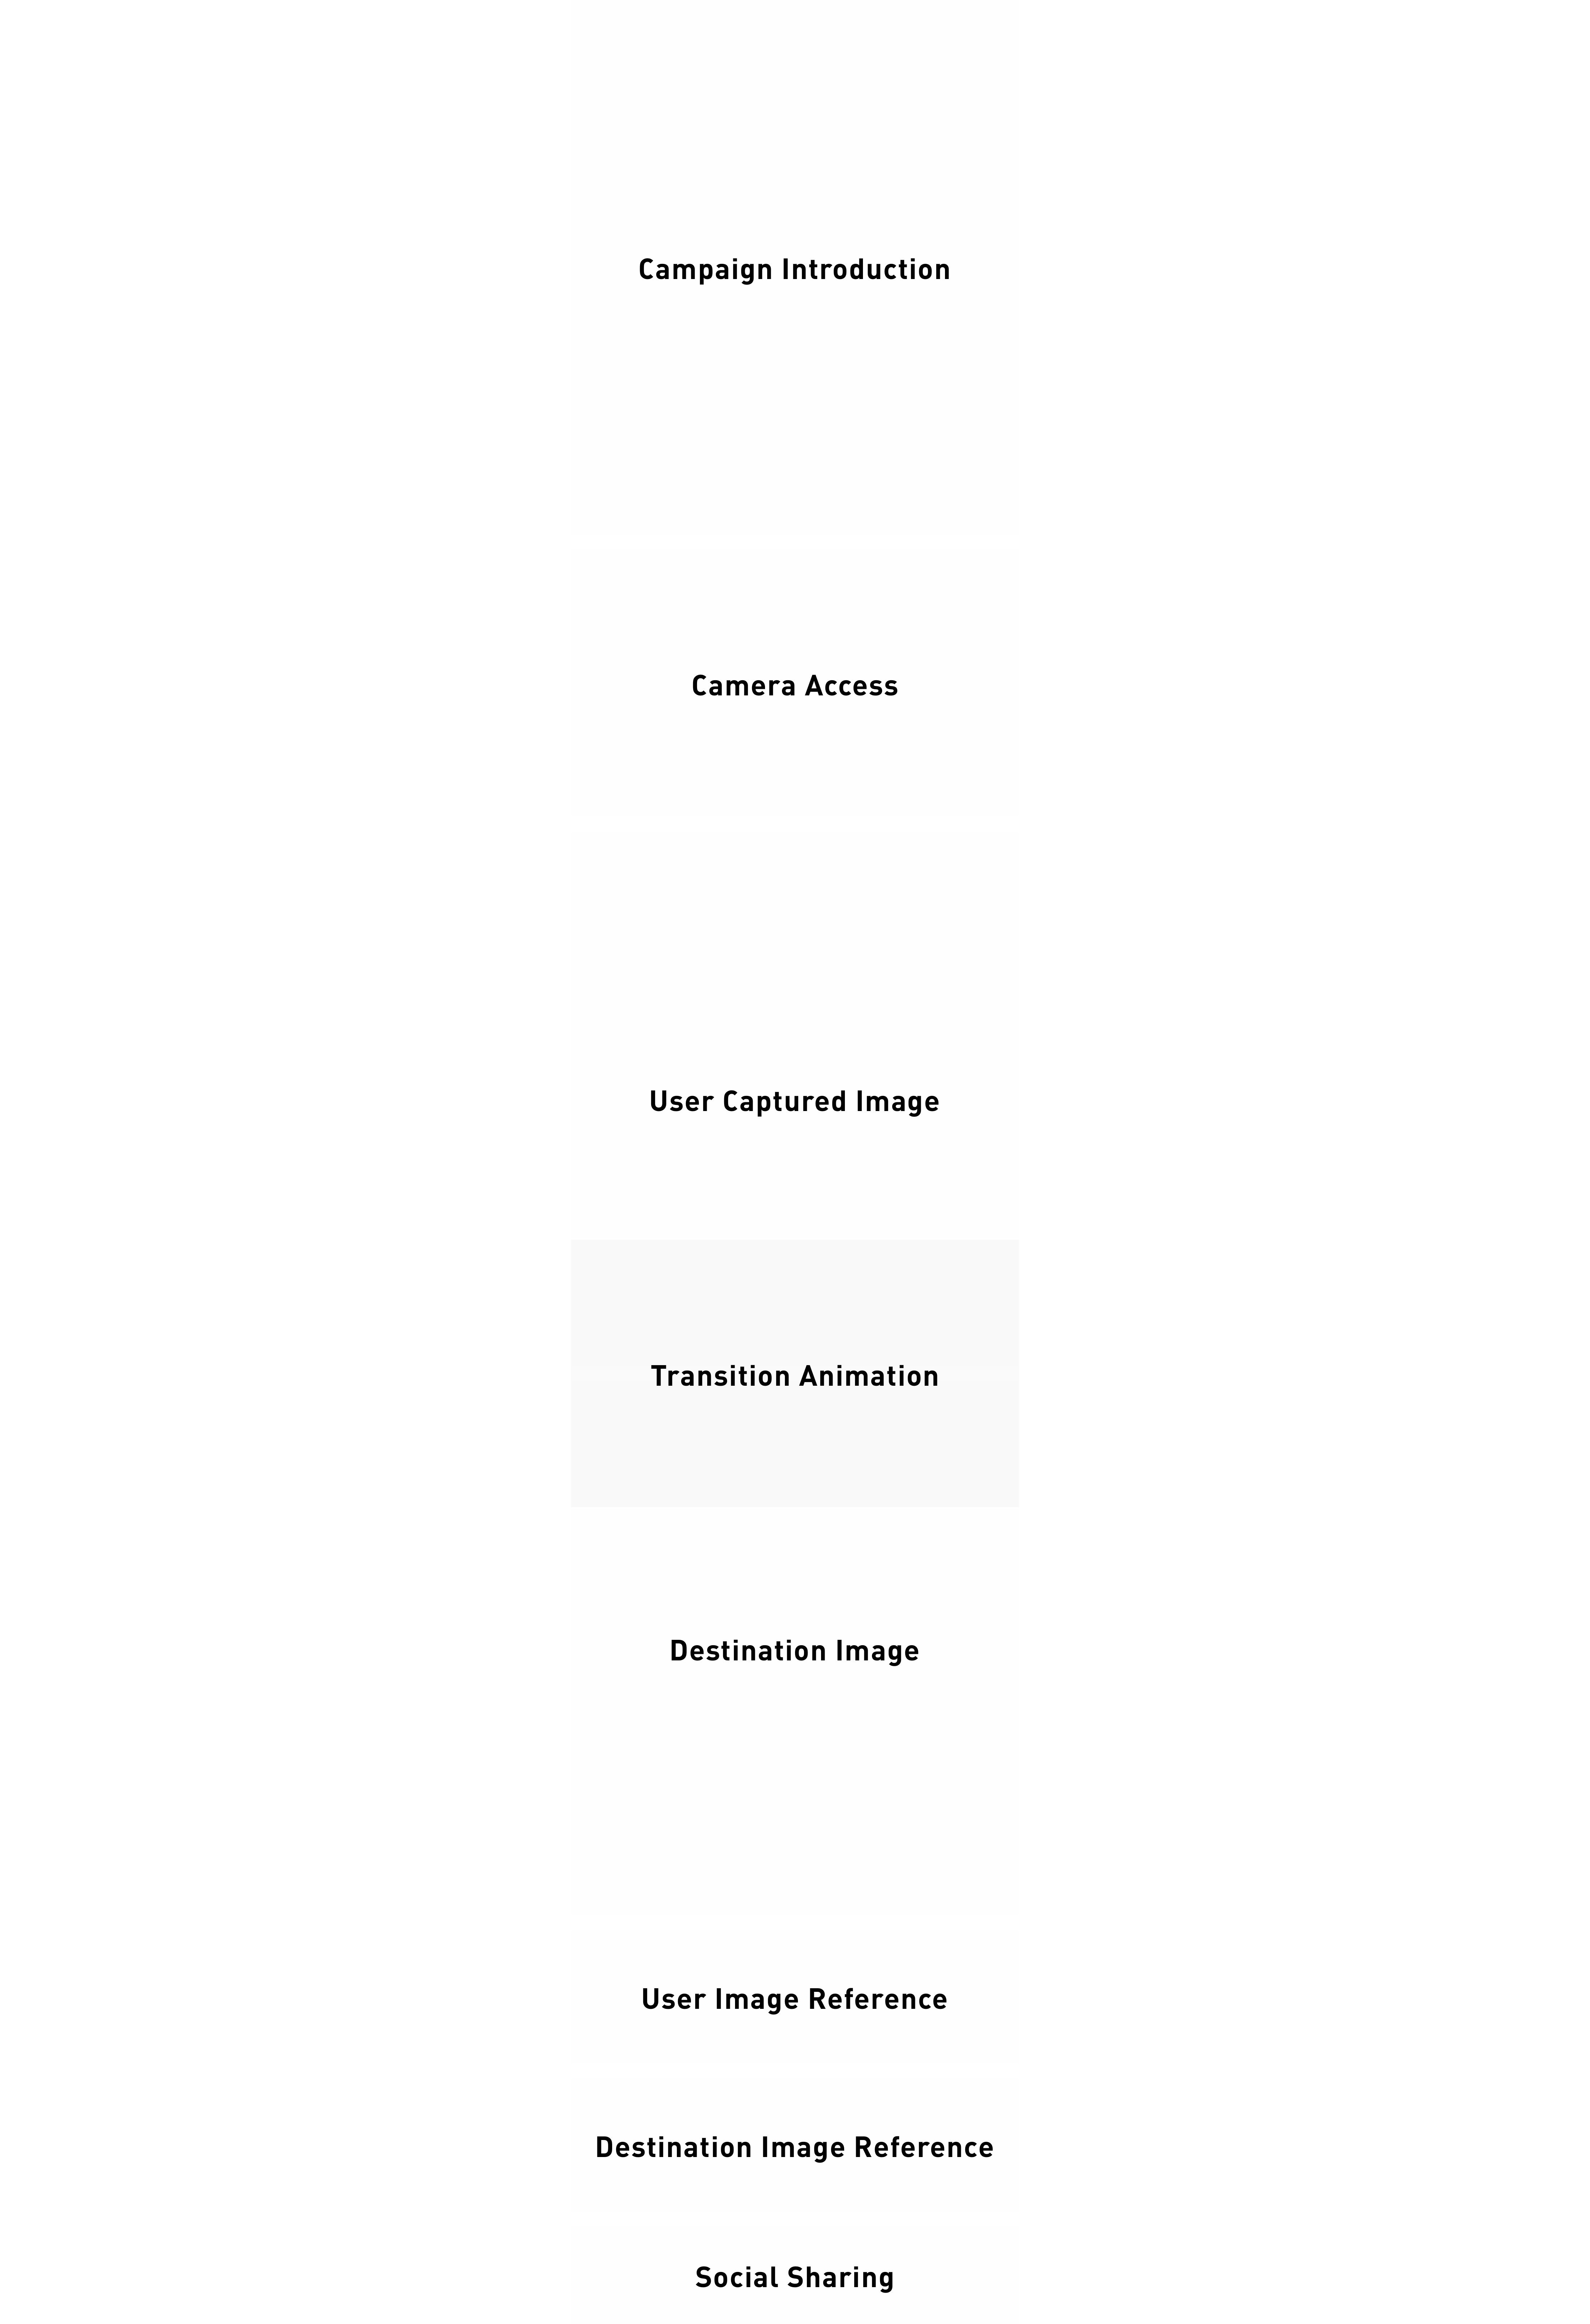 Campaign Introduction
Camera Access
User Captured Image
Transition Animation
Destination Image
User Image Reference
Destination Image Reference
Social Sharing